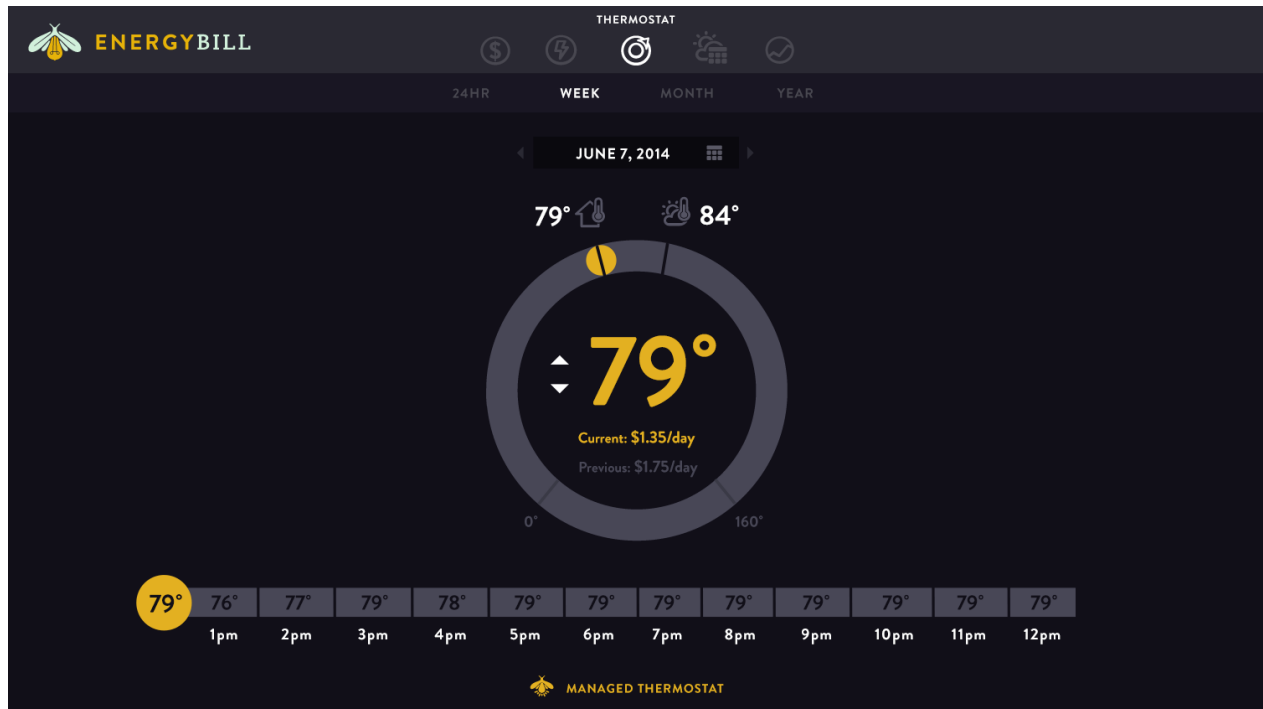 THERMOSTAT
ENERGYBILL
24HR WEEK MONTH YEAR
JUNE 7, 2014
79° 84°
79°
Current: $1.35/day
Previous: $1.75/day
0° 160°
79° 76° 77° 79° 78° 79° 79° 79° 79° 79° 79° 79° 79°
1pm 2pm 3pm 4pm 5pm 6pm 7pm 8pm 9pm 10pm 11pm 12pm
MANAGED THERMOSTAT